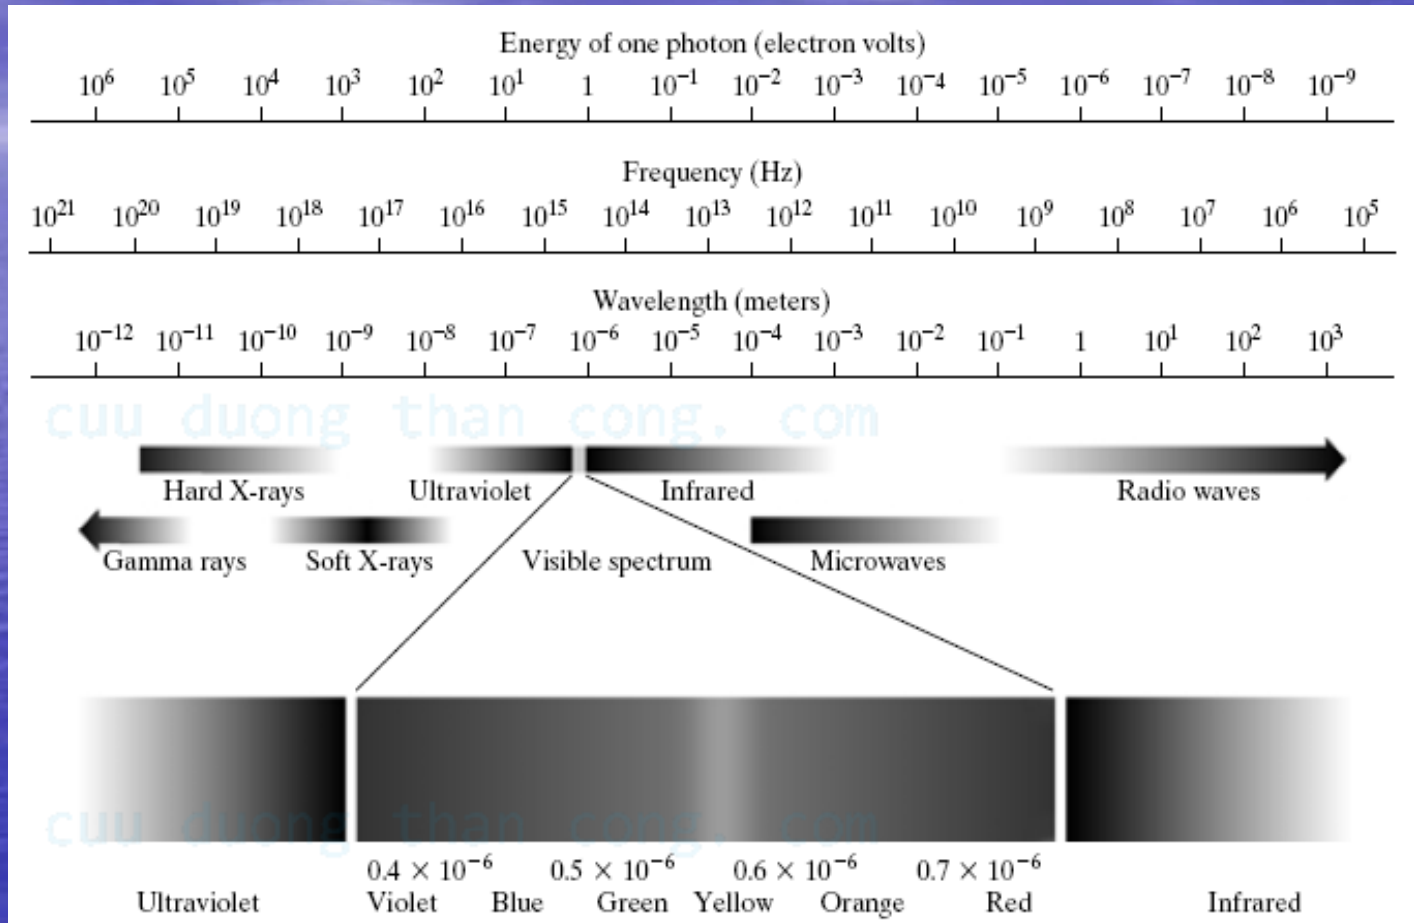 Energy of one photon (electron volts)
10⁶ 10⁵ 10⁴ 10³ 10² 10¹ 1 10⁻¹ 10⁻² 10⁻³ 10⁻⁴ 10⁻⁵ 10⁻⁶ 10⁻⁷ 10⁻⁸ 10⁻⁹
Frequency (Hz)
10²¹ 10²⁰ 10¹⁹ 10¹⁸ 10¹⁷ 10¹⁶ 10¹⁵ 10¹⁴ 10¹³ 10¹² 10¹¹ 10¹⁰ 10⁹ 10⁸ 10⁷ 10⁶ 10⁵
Wavelength (meters)
10⁻¹² 10⁻¹¹ 10⁻¹⁰ 10⁻⁹ 10⁻⁸ 10⁻⁷ 10⁻⁶ 10⁻⁵ 10⁻⁴ 10⁻³ 10⁻² 10⁻¹ 1 10¹ 10² 10³
cuu duong than cong. com
Hard X-rays Ultraviolet Infrared Radio waves
Gamma rays Soft X-rays Visible spectrum Microwaves
cuu duong than cong. com
0.4 × 10⁻⁶ 0.5 × 10⁻⁶ 0.6 × 10⁻⁶ 0.7 × 10⁻⁶
Ultraviolet Violet Blue Green Yellow Orange Red Infrared